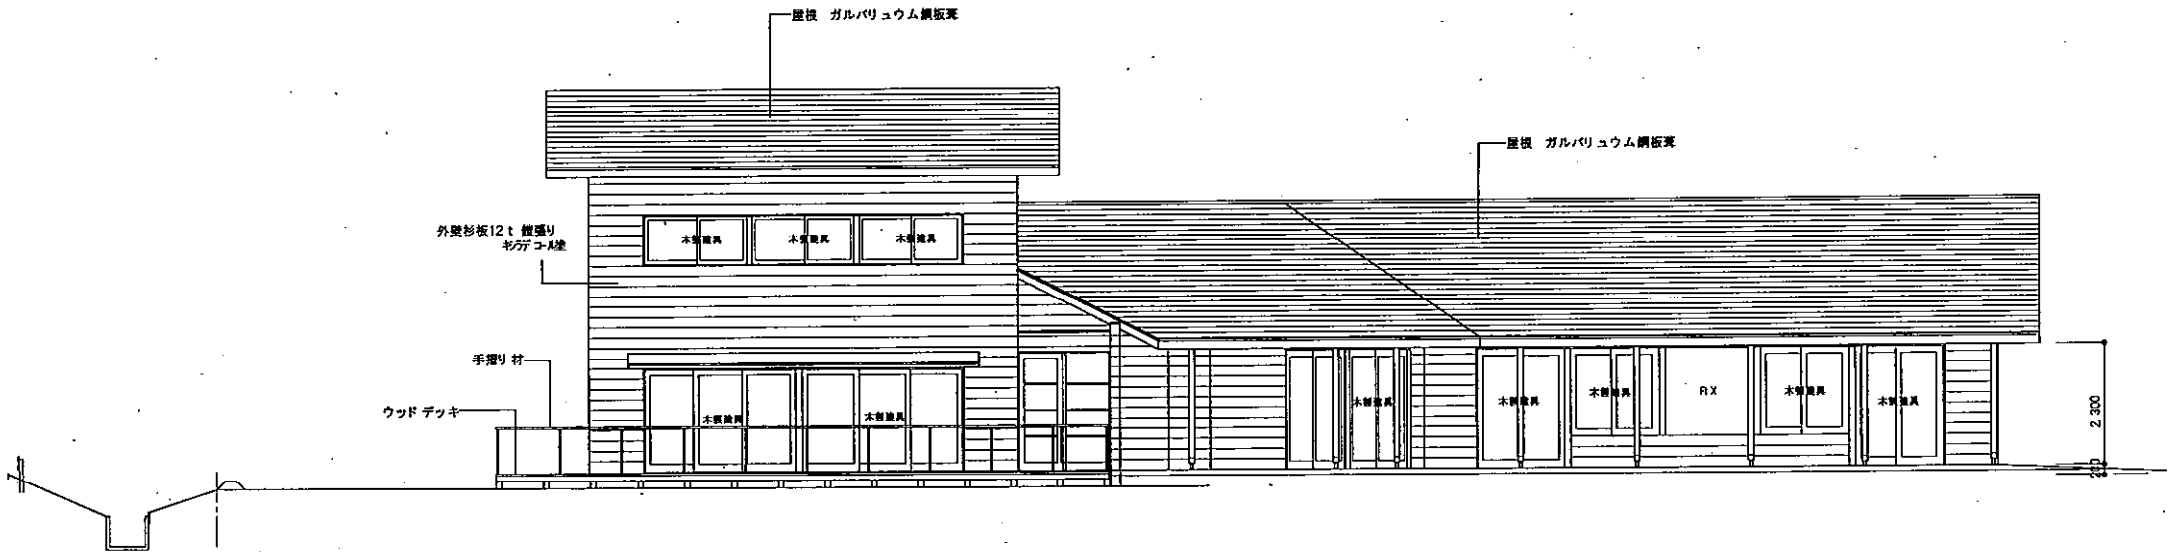 屋根 ガルバリュウム鋼板葺
屋根 ガルバリュウム鋼板葺
外壁杉板12t 鎧張り
キシラデコール塗
木製建具 木製建具 木製建具
手摺り材
ウッドデッキ
木製建具 木製建具
木製建具 木製建具 木製建具 FIX 木製建具 木製建具
2,300
200